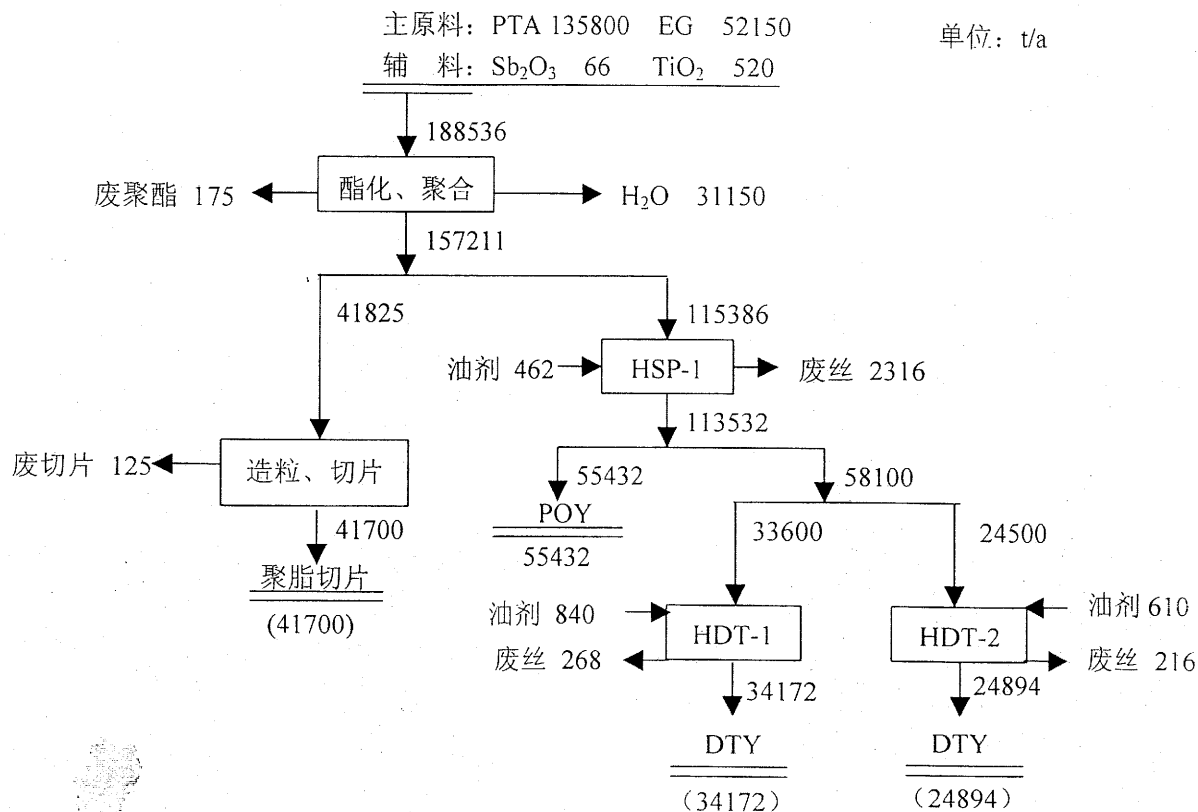 主原料：PTA 135800 EG 52150
单位：t/a
辅 料：Sb₂O₃ 66 TiO₂ 520
188536
废聚酯 175
酯化、聚合
H₂O 31150
157211
41825
115386
油剂 462
HSP-1
废丝 2316
113532
废切片 125
造粒、切片
55432
58100
41700
POY
33600
24500
55432
聚脂切片
(41700)
油剂 840
HDT-1
HDT-2
油剂 610
废丝 268
废丝 216
34172
24894
DTY
DTY
（34172）
（24894）